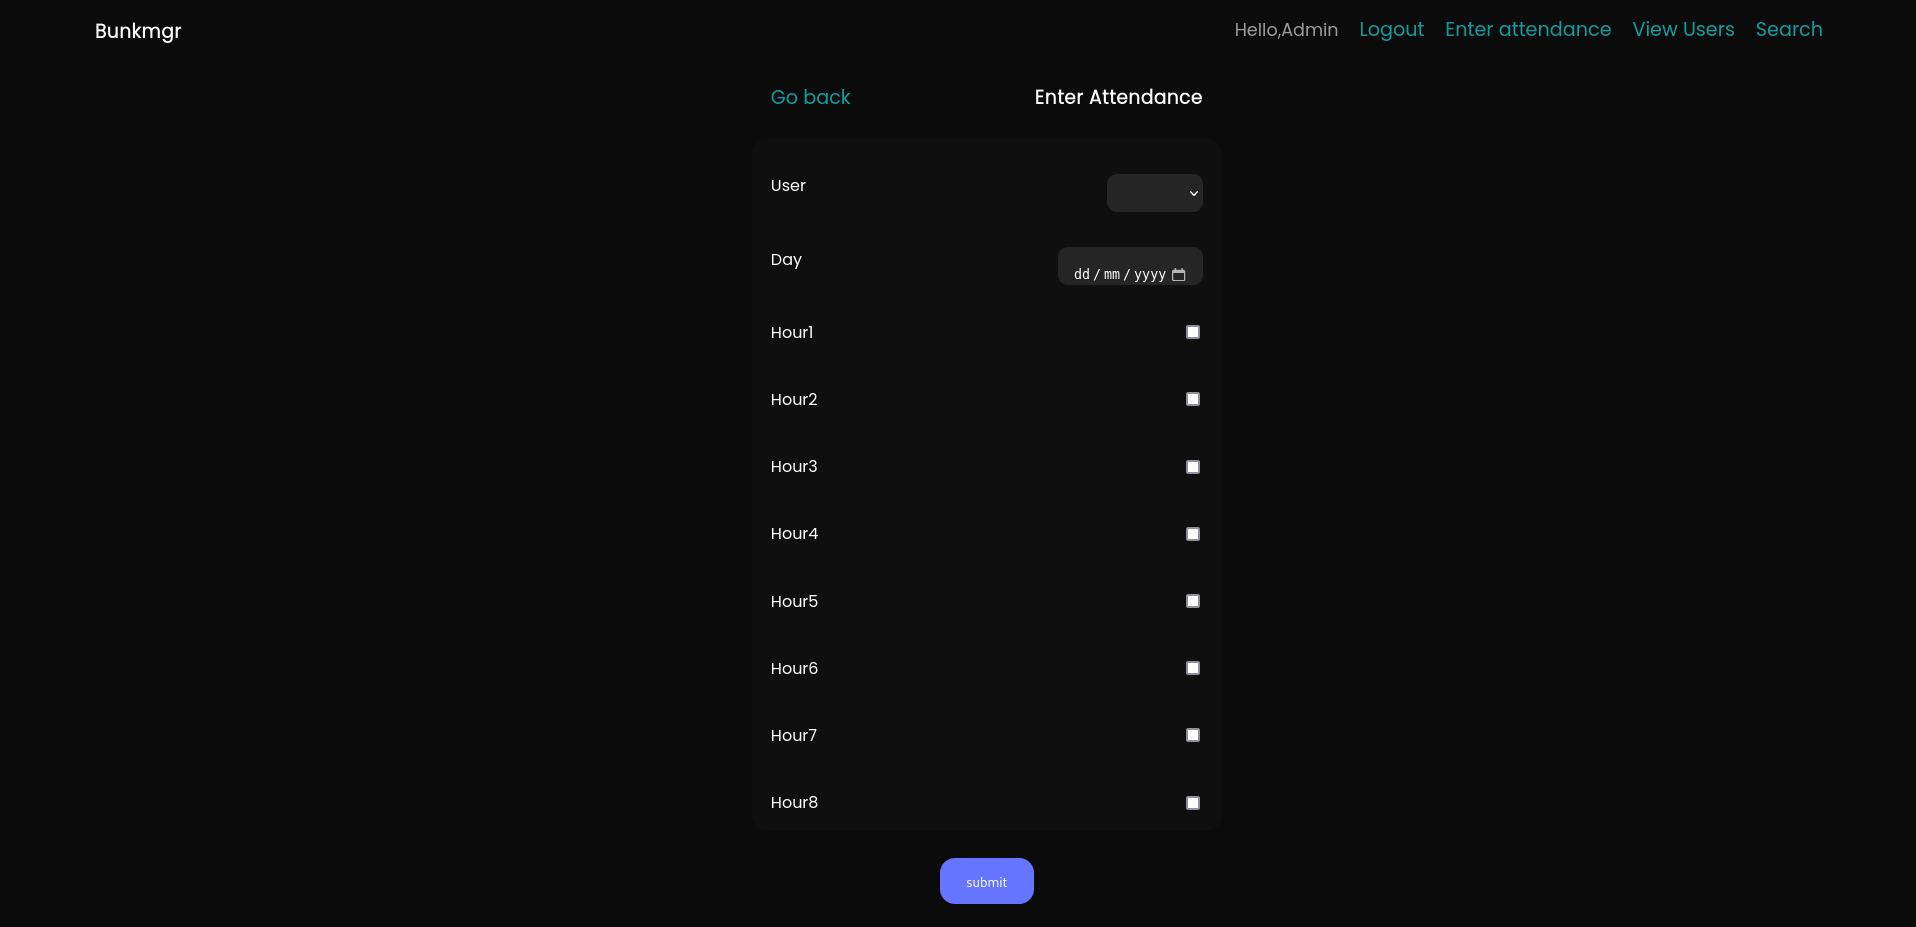 Bunkmgr
Hello,Admin Logout Enter attendance View Users Search
Go back Enter Attendance
User
Day dd/mm/yyyy
Hour1
Hour2
Hour3
Hour4
Hour5
Hour6
Hour7
Hour8
submit